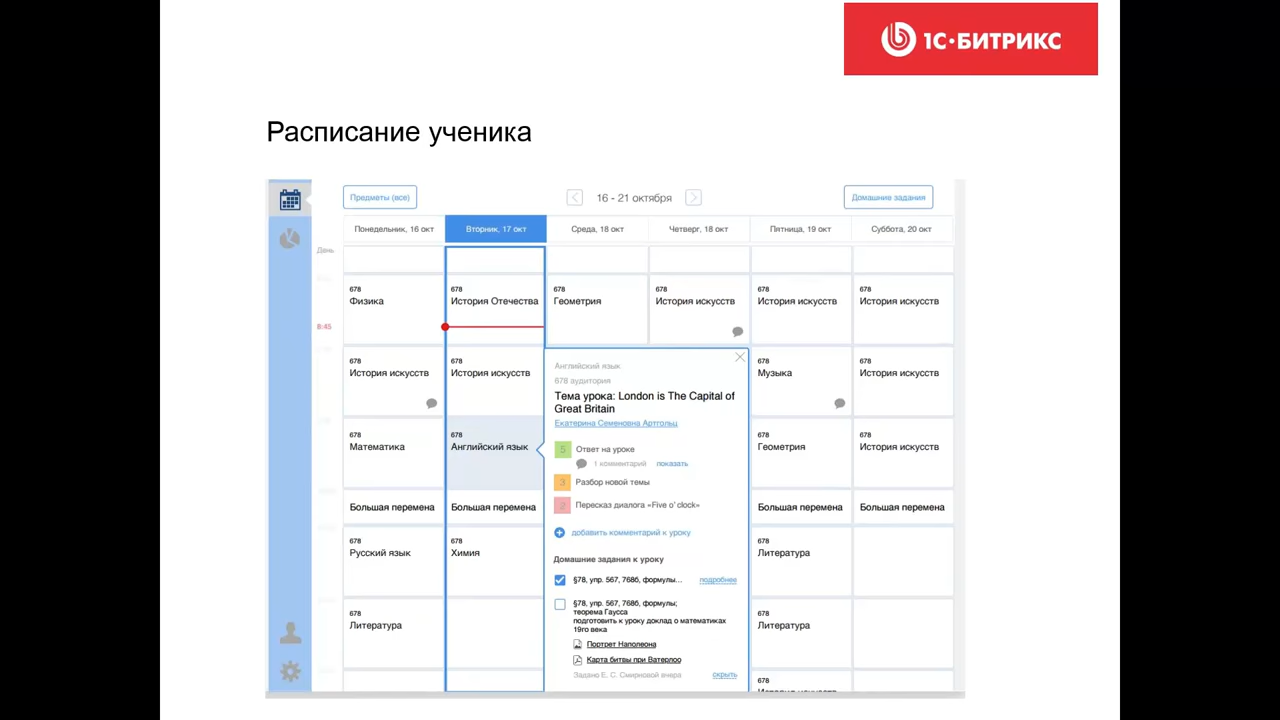 1С·БИТРИКС
Расписание ученика
Предметы (все)
16 - 21 октября
Домашние задания
Понедельник, 16 окт
Вторник, 17 окт
Среда, 18 окт
Четверг, 18 окт
Пятница, 19 окт
Суббота, 20 окт
День
678
Физика
678
История Отечества
678
Геометрия
678
История искусств
678
История искусств
678
История искусств
8:45
678
История искусств
678
История искусств
678
Музыка
678
История искусств
678
Математика
678
Английский язык
678
Геометрия
678
История искусств
Большая перемена
Большая перемена
Большая перемена
Большая перемена
678
Русский язык
678
Химия
678
Литература
678
Литература
678
Литература
678
История искусств
Английский язык
678 аудитория
Тема урока: London is The Capital of
Great Britain
Екатерина Семеновна Артгольц
5 Ответ на уроке
1 комментарий показать
3 Разбор новой темы
2 Пересказ диалога «Five o' clock»
добавить комментарий к уроку
Домашние задания к уроку
§78, упр. 567, 768б, формулы... подробнее
§78, упр. 567, 768б, формулы;
теорема Гаусса
подготовить к уроку доклад о математиках
19го века
Портрет Наполеона
Карта битвы при Ватерлоо
Задано Е. С. Смирновой вчера скрыть